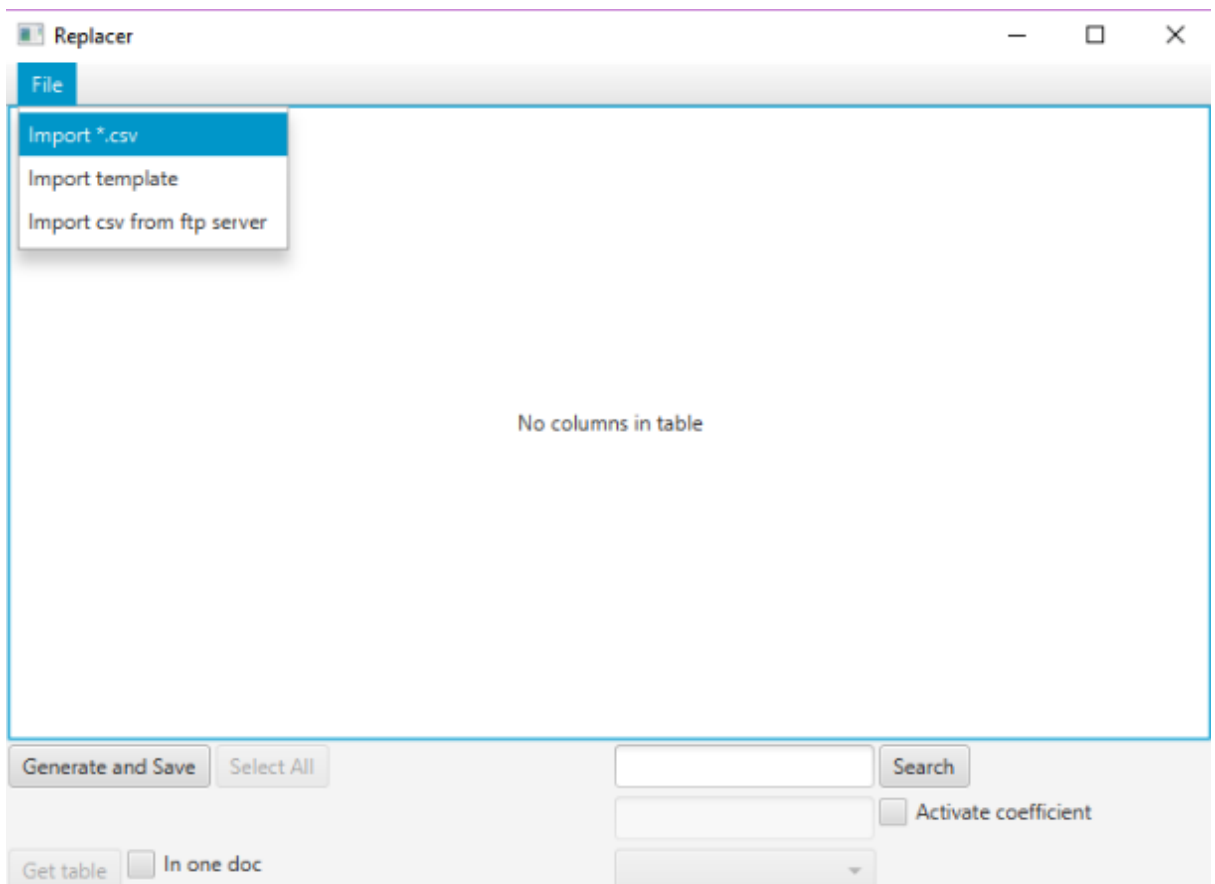 Replacer
File
Import *.csv
Import template
Import csv from ftp server
No columns in table
Generate and Save Select All Search
Activate coefficient
Get table In one doc